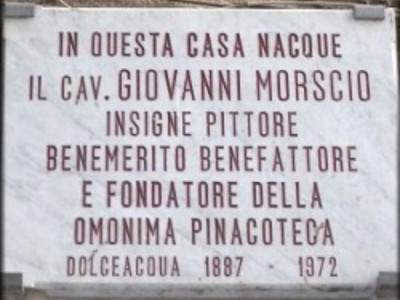 IN QUESTA CASA NACQUE
IL CAV. GIOVANNI MORSCIO
INSIGNE PITTORE
BENEMERITO BENEFATTORE
E FONDATORE DELLA
OMONIMA PINACOTECA
DOLCEACQUA 1887 - 1972